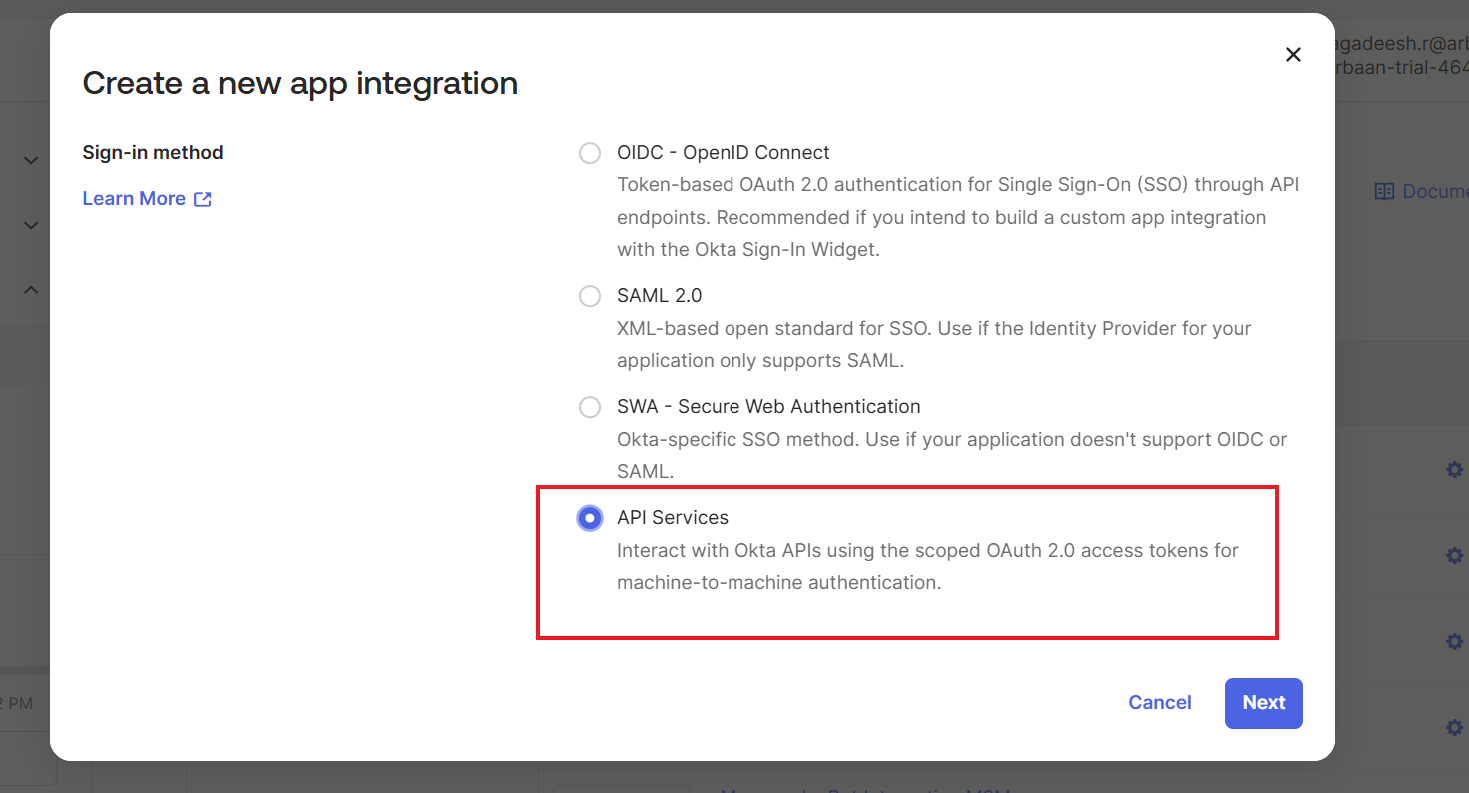 Create a new app integration
agadeesh.r@arb
rbaan-trial-464
Sign-in method
Learn More
OIDC - OpenID Connect
Token-based OAuth 2.0 authentication for Single Sign-On (SSO) through API
endpoints. Recommended if you intend to build a custom app integration
with the Okta Sign-In Widget.
Docume
SAML 2.0
XML-based open standard for SSO. Use if the Identity Provider for your
application only supports SAML.
SWA - Secure Web Authentication
Okta-specific SSO method. Use if your application doesn't support OIDC or
SAML.
API Services
Interact with Okta APIs using the scoped OAuth 2.0 access tokens for
machine-to-machine authentication.
2 PM
Cancel
Next